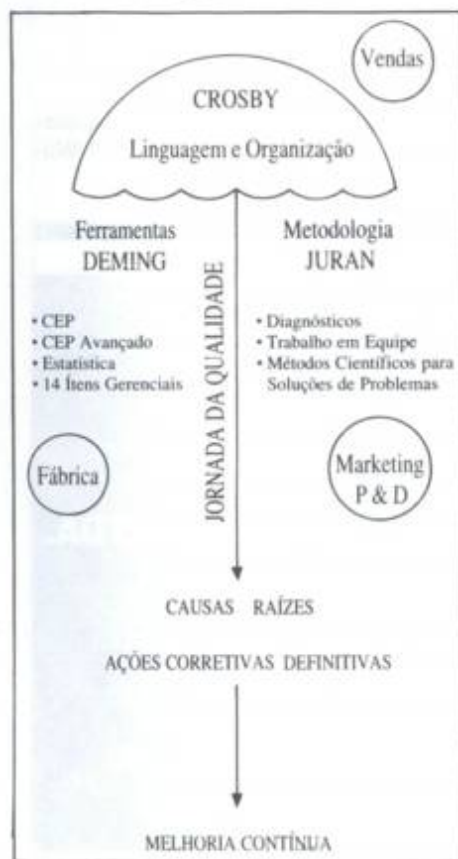 Vendas
CROSBY
Linguagem e Organização
Ferramentas
DEMING
Metodologia
JURAN
• CEP
• CEP Avançado
• Estatística
• 14 Ítens Gerenciais
JORNADA DA QUALIDADE
• Diagnósticos
• Trabalho em Equipe
• Métodos Científicos para
Soluções de Problemas
Fábrica
Marketing
P & D
CAUSAS RAÍZES
AÇÕES CORRETIVAS DEFINITIVAS
MELHORIA CONTÍNUA